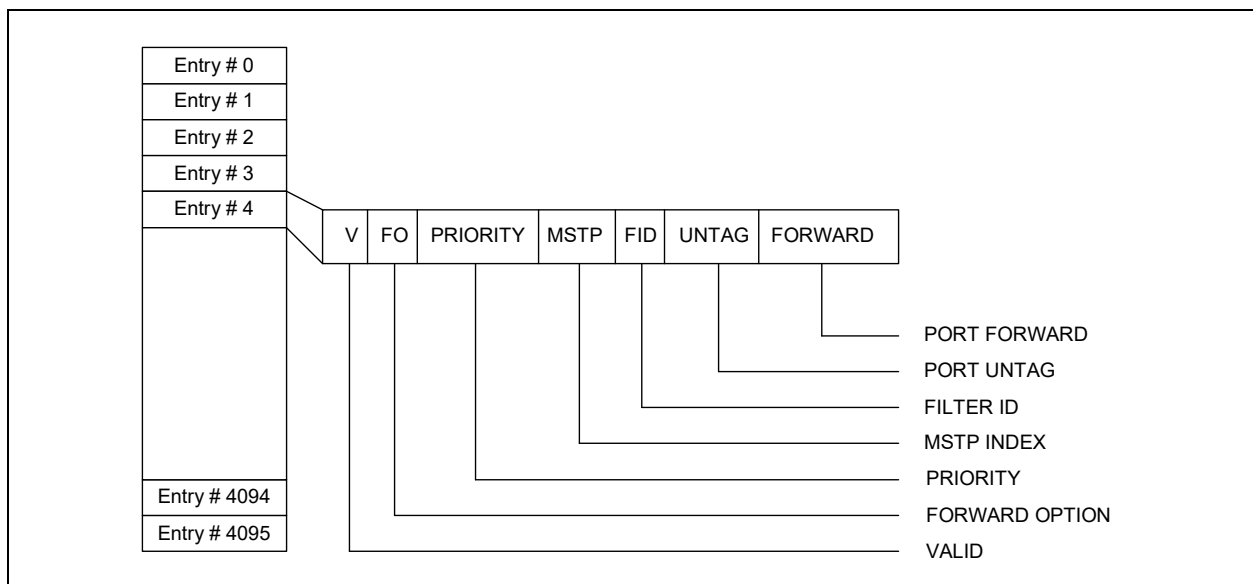 Entry # 0
Entry # 1
Entry # 2
Entry # 3
Entry # 4
V FO PRIORITY MSTP FID UNTAG FORWARD
PORT FORWARD
PORT UNTAG
FILTER ID
MSTP INDEX
PRIORITY
FORWARD OPTION
VALID
Entry # 4094
Entry # 4095